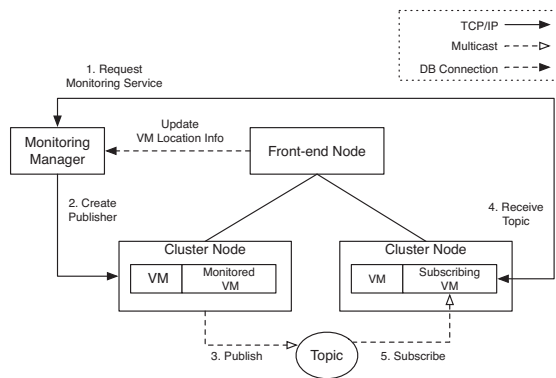 TCP/IP
Multicast
DB Connection
1. Request
Monitoring Service
Update
VM Location Info
Monitoring
Manager
Front-end Node
2. Create
Publisher
4. Receive
Topic
Cluster Node
VM
Monitored
VM
Cluster Node
VM
Subscribing
VM
3. Publish
Topic
5. Subscribe